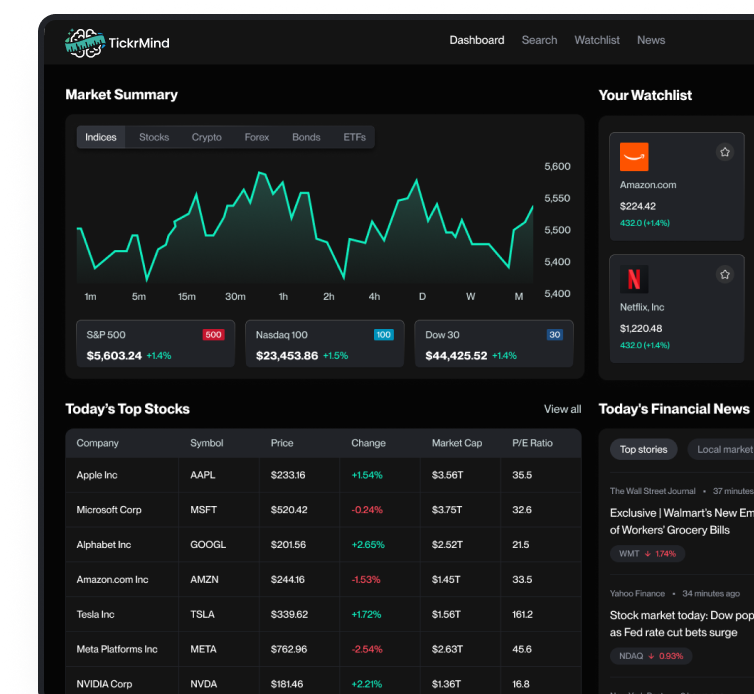 TickrMind
Dashboard Search Watchlist News
Market Summary
Indices Stocks Crypto Forex Bonds ETFs
5,600
5,550
5,500
5,400
5,400
1m 5m 15m 30m 1h 2h 4h D W M
S&P 500 500
$5,603.24 +1.4%
Nasdaq 100 100
$23,453.86 +1.5%
Dow 30 30
$44,425.52 +1.4%
Your Watchlist
Amazon.com
$224.42
432.0 (+1.4%)
N
Netflix, Inc
$1,220.48
432.0 (+1.4%)
Today's Top Stocks View all
Company Symbol Price Change Market Cap P/E Ratio
Apple Inc AAPL $233.16 +1.54% $3.56T 35.5
Microsoft Corp MSFT $520.42 -0.24% $3.75T 32.6
Alphabet Inc GOOGL $201.56 +2.65% $2.52T 21.5
Amazon.com Inc AMZN $244.16 -1.53% $1.45T 33.5
Tesla Inc TSLA $339.62 +1.72% $1.56T 161.2
Meta Platforms Inc META $762.96 -2.54% $2.63T 45.6
NVIDIA Corp NVDA $181.46 +2.21% $1.36T 16.8
Today's Financial News
Top stories Local market
The Wall Street Journal • 37 minutes
Exclusive | Walmart's New Em
of Workers' Grocery Bills
WMT ↓ 1.74%
Yahoo Finance • 34 minutes ago
Stock market today: Dow pop
as Fed rate cut bets surge
NDAQ ↓ 0.93%